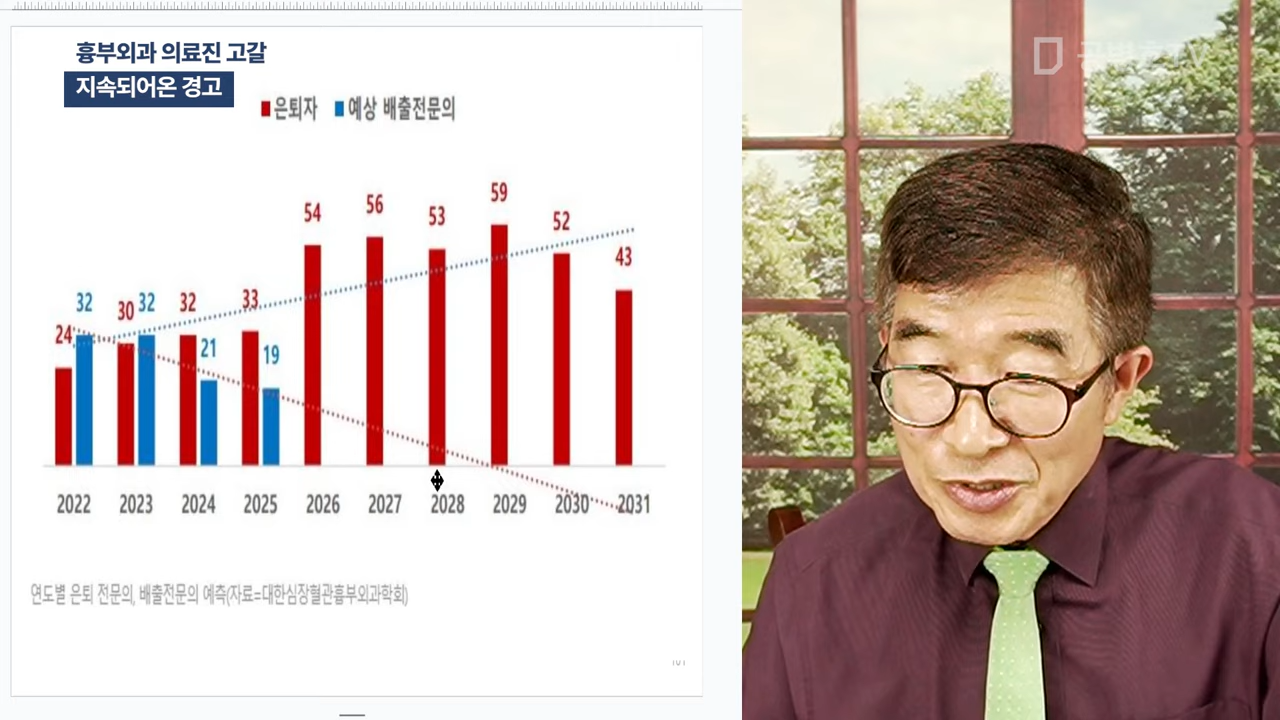 흉부외과 의료진 고갈
지속되어온 경고
은퇴자 예상 배출전문의
24 32 30 32 32 21 33 19 54 56 53 59 52 43
2022 2023 2024 2025 2026 2027 2028 2029 2030 2031
연도별 은퇴 전문의, 배출전문의 예측(자료=대한심장혈관흉부외과학회)